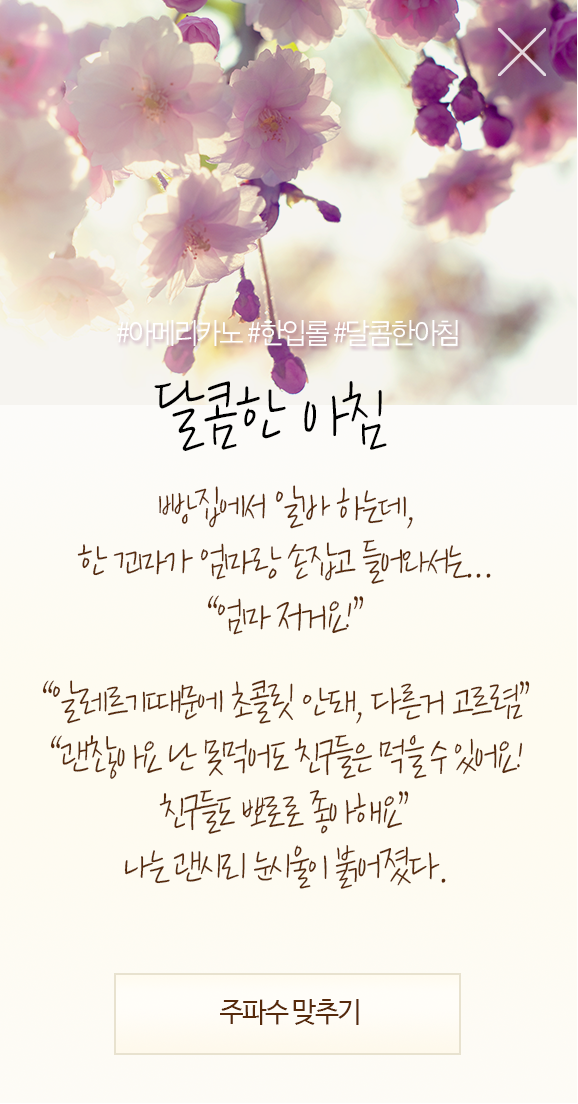 #아메리카노 #한입롤 #달콤한아침
달콤한 아침
빵집에서 알바 하는데,
한 꼬마가 엄마랑 손잡고 들어와서는...
“엄마 저거요!”
“알레르기때문에 초콜릿 안돼, 다른거 고르렴”
“괜찮아요 난 못먹어도 친구들은 먹을 수 있어요!
친구들도 뽀로로 좋아해요”
나는 괜시리 눈시울이 붉어졌다.
주파수 맞추기